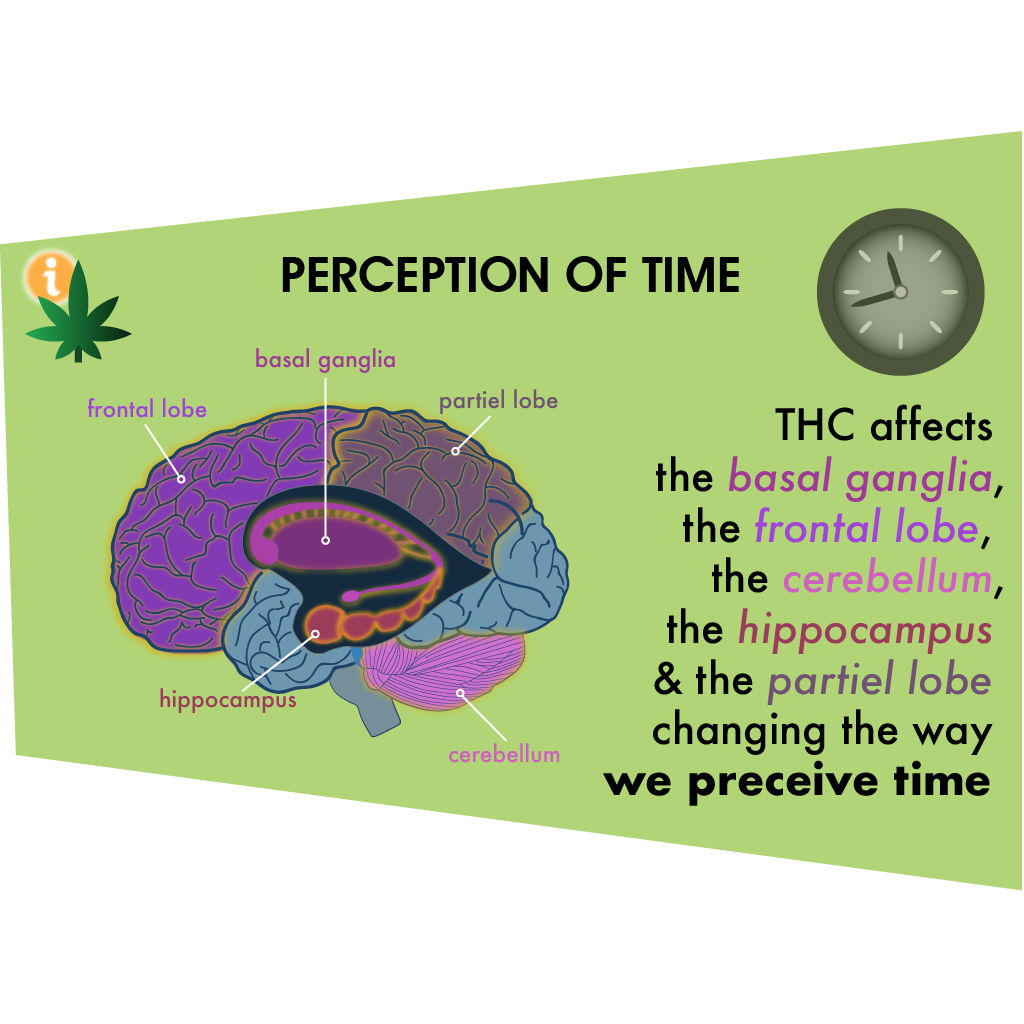 i
PERCEPTION OF TIME
basal ganglia
frontal lobe
partiel lobe
hippocampus
cerebellum
THC affects
the basal ganglia,
the frontal lobe,
the cerebellum,
the hippocampus
& the partiel lobe
changing the way
we preceive time